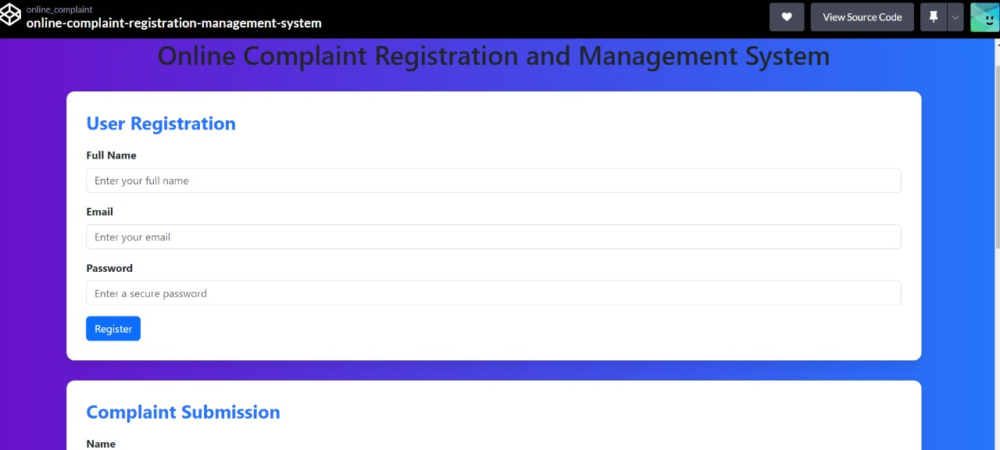 online_complaint
online-complaint-registration-management-system
View Source Code
Online Complaint Registration and Management System
User Registration
Full Name
Enter your full name
Email
Enter your email
Password
Enter a secure password
Register
Complaint Submission
Name